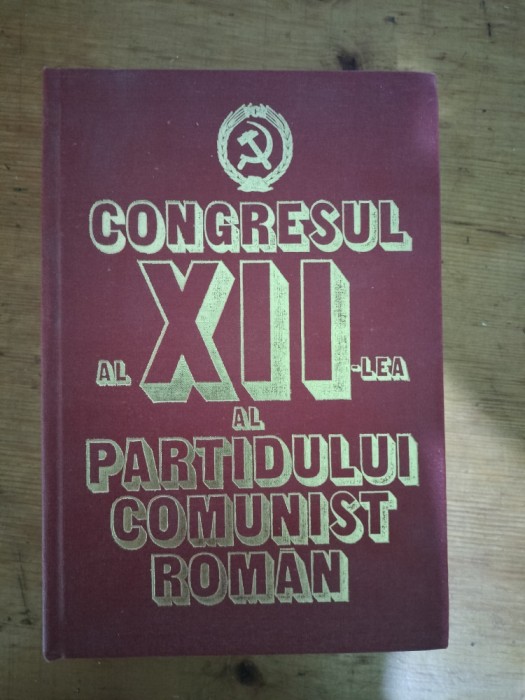 CONGRESUL
AL XII-LEA
AL
PARTIDULUI
COMUNIST
ROMÂN